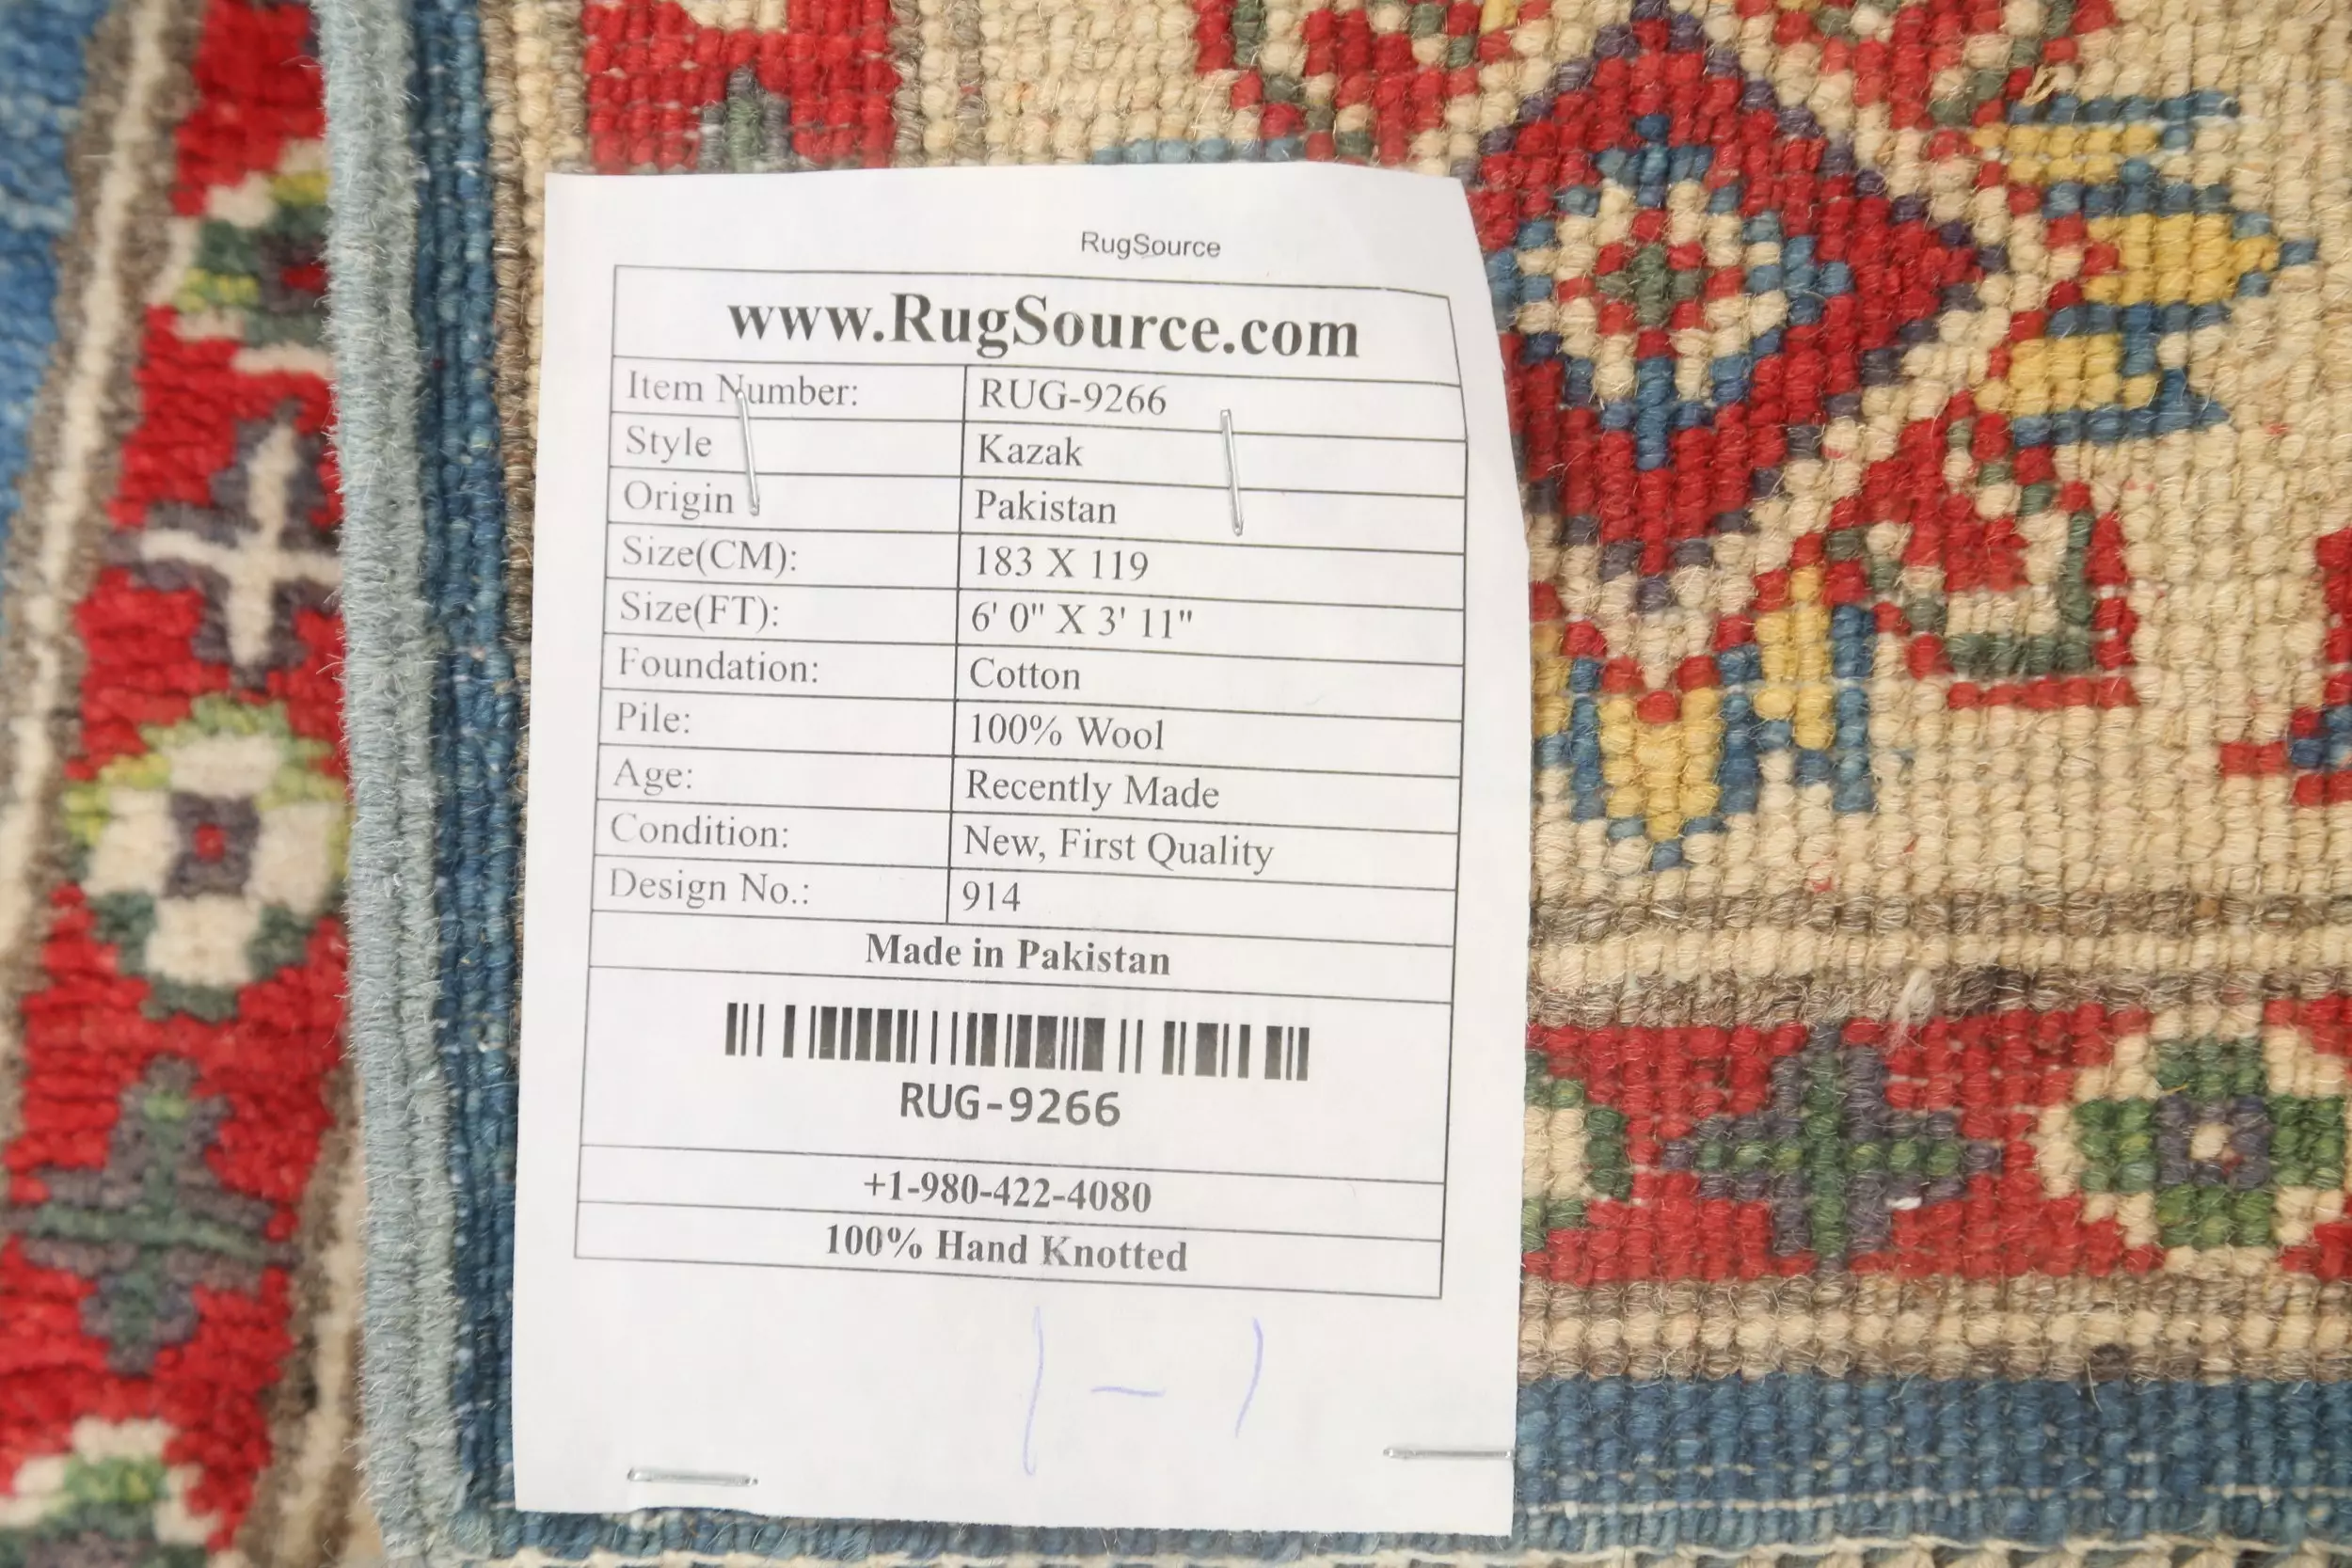 RugSource
www.RugSource.com
Item Number: RUG-9266
Style Kazak
Origin Pakistan
Size(CM): 183 X 119
Size(FT): 6' 0" X 3' 11"
Foundation: Cotton
Pile: 100% Wool
Age: Recently Made
Condition: New, First Quality
Design No.: 914
Made in Pakistan
RUG-9266
+1-980-422-4080
100% Hand Knotted
1-1